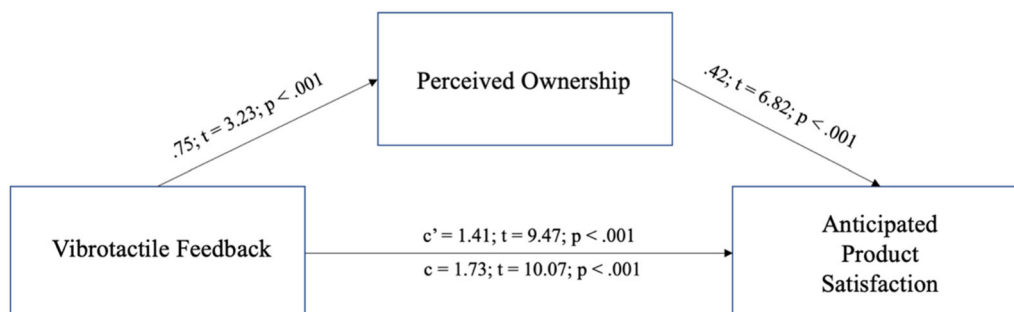 Perceived Ownership
.75; t = 3.23; p < .001
.42; t = 6.82; p < .001
Vibrotactile Feedback
c’ = 1.41; t = 9.47; p < .001
c = 1.73; t = 10.07; p < .001
Anticipated
Product
Satisfaction